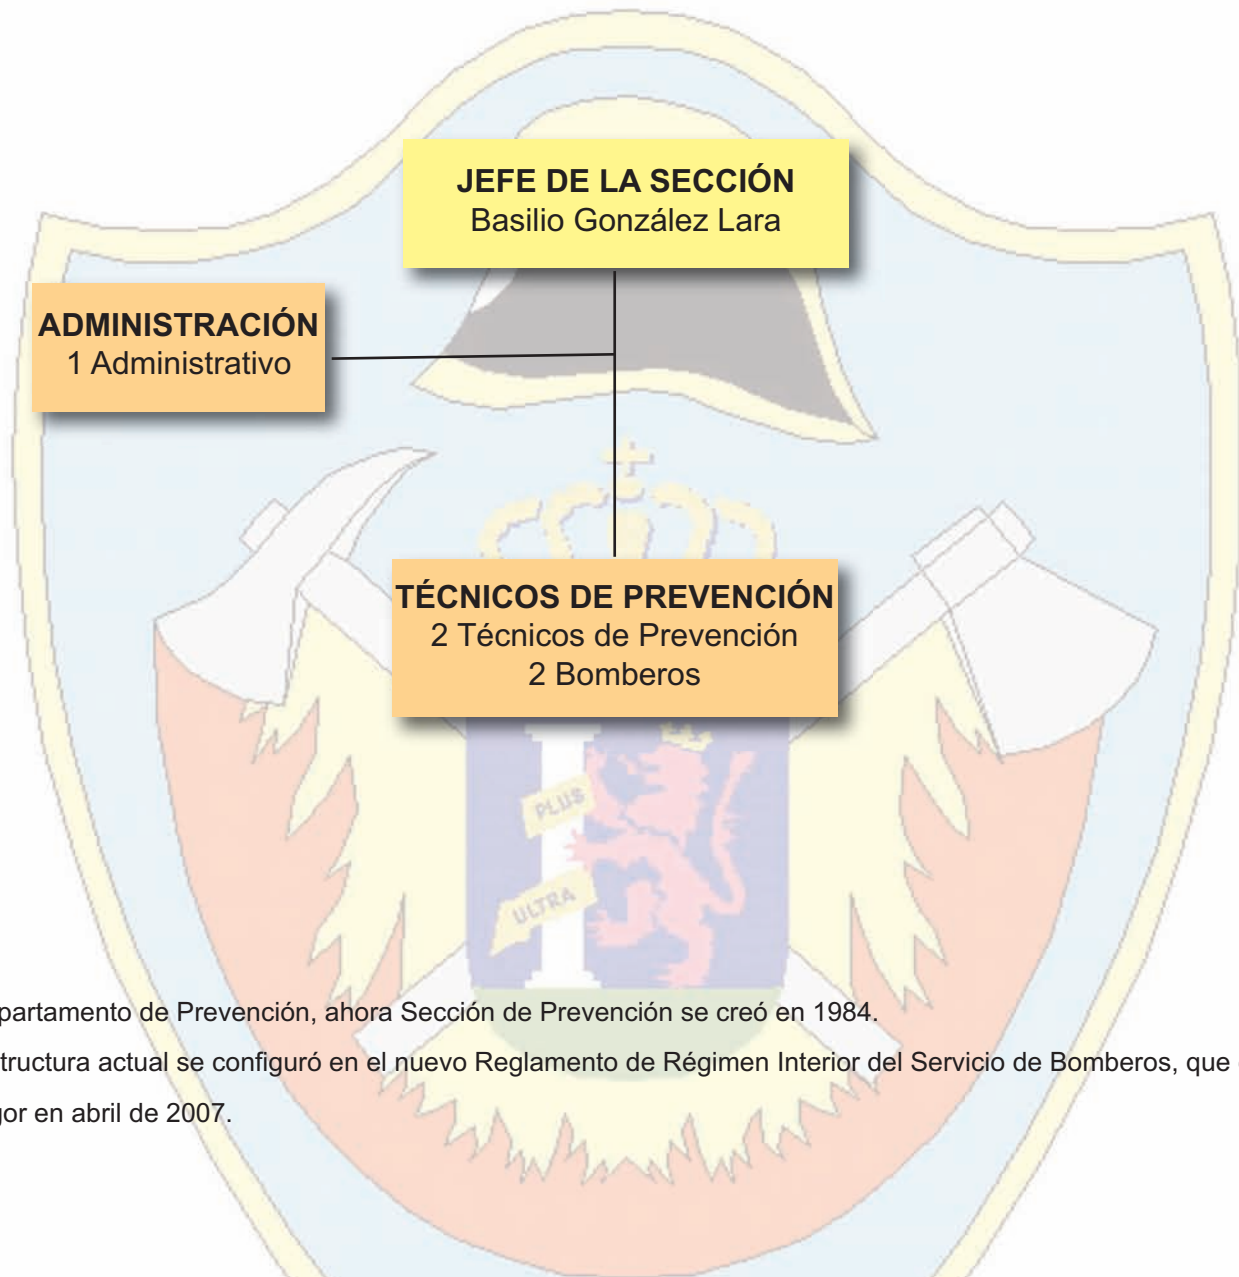 JEFE DE LA SECCIÓN
Basilio González Lara
ADMINISTRACIÓN
1 Administrativo
TÉCNICOS DE PREVENCIÓN
2 Técnicos de Prevención
2 Bomberos
PLUS
ULTRA
partamento de Prevención, ahora Sección de Prevención se creó en 1984.
tructura actual se configuró en el nuevo Reglamento de Régimen Interior del Servicio de Bomberos, que
gor en abril de 2007.